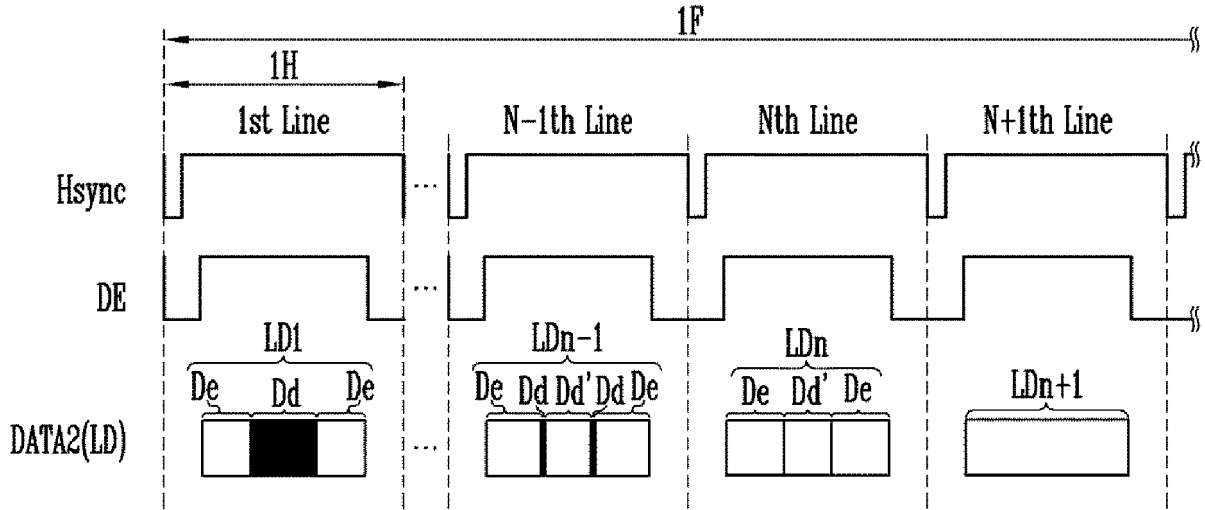 1F
1H
1st Line N-1th Line Nth Line N+1th Line
Hsync ...
DE ...
LD1 LDn-1 LDn LDn+1
De Dd De De Dd Dd' Dd De De Dd' De
DATA2(LD) ...